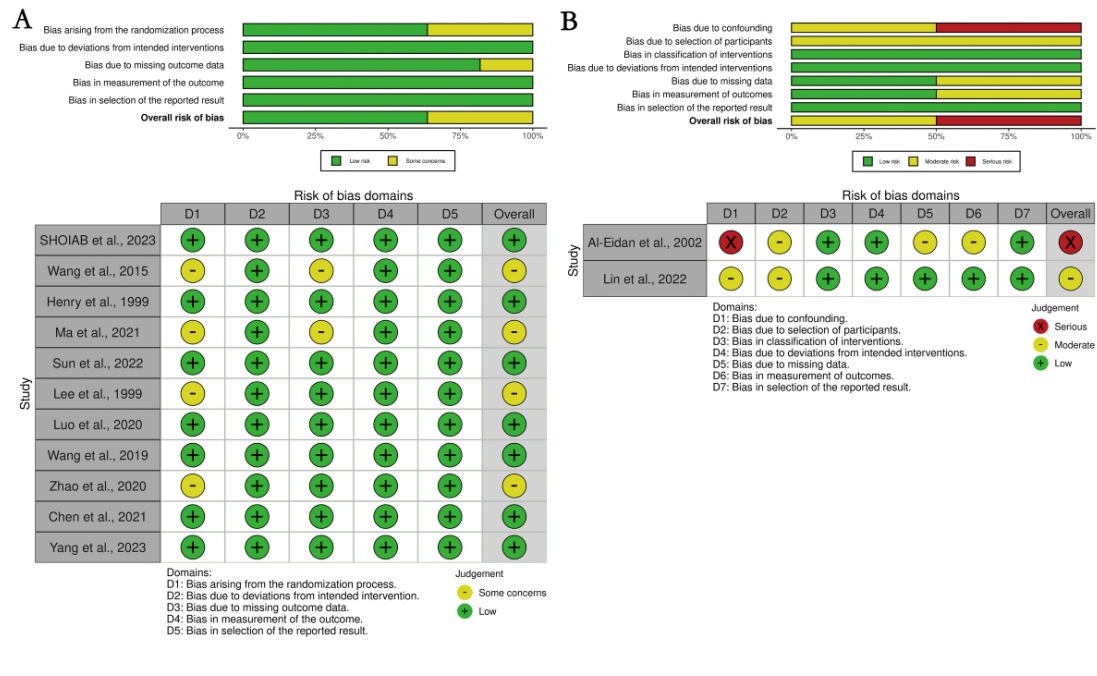 A
Bias arising from the randomization process
Bias due to deviations from intended interventions
Bias due to missing outcome data
Bias in measurement of the outcome
Bias in selection of the reported result
Overall risk of bias
0% 25% 50% 75% 100%
Low risk Some concerns
Risk of bias domains
D1 D2 D3 D4 D5 Overall
Study
SHOIAB et al., 2023 + + + + + +
Wang et al., 2015 - + - + + -
Henry et al., 1999 + + + + + +
Ma et al., 2021 - + - + + -
Sun et al., 2022 + + + + + +
Lee et al., 1999 - + + + + -
Luo et al., 2020 + + + + + +
Wang et al., 2019 + + + + + +
Zhao et al., 2020 - + + + + -
Chen et al., 2021 + + + + + +
Yang et al., 2023 + + + + + +
Domains:
D1: Bias arising from the randomization process.
D2: Bias due to deviations from intended intervention.
D3: Bias due to missing outcome data.
D4: Bias in measurement of the outcome.
D5: Bias in selection of the reported result.
Judgement
- Some concerns
+ Low
B
Bias due to confounding
Bias due to selection of participants
Bias in classification of interventions
Bias due to deviations from intended interventions
Bias due to missing data
Bias in measurement of outcomes
Bias in selection of the reported result
Overall risk of bias
0% 25% 50% 75% 100%
Low risk Moderate risk Serious risk
Risk of bias domains
D1 D2 D3 D4 D5 D6 D7 Overall
Study
Al-Eidan et al., 2002 X - + + - - + X
Lin et al., 2022 - - + + + + + -
Domains:
D1: Bias due to confounding.
D2: Bias due to selection of participants.
D3: Bias in classification of interventions.
D4: Bias due to deviations from intended interventions.
D5: Bias due to missing data.
D6: Bias in measurement of outcomes.
D7: Bias in selection of the reported result.
Judgement
X Serious
- Moderate
+ Low